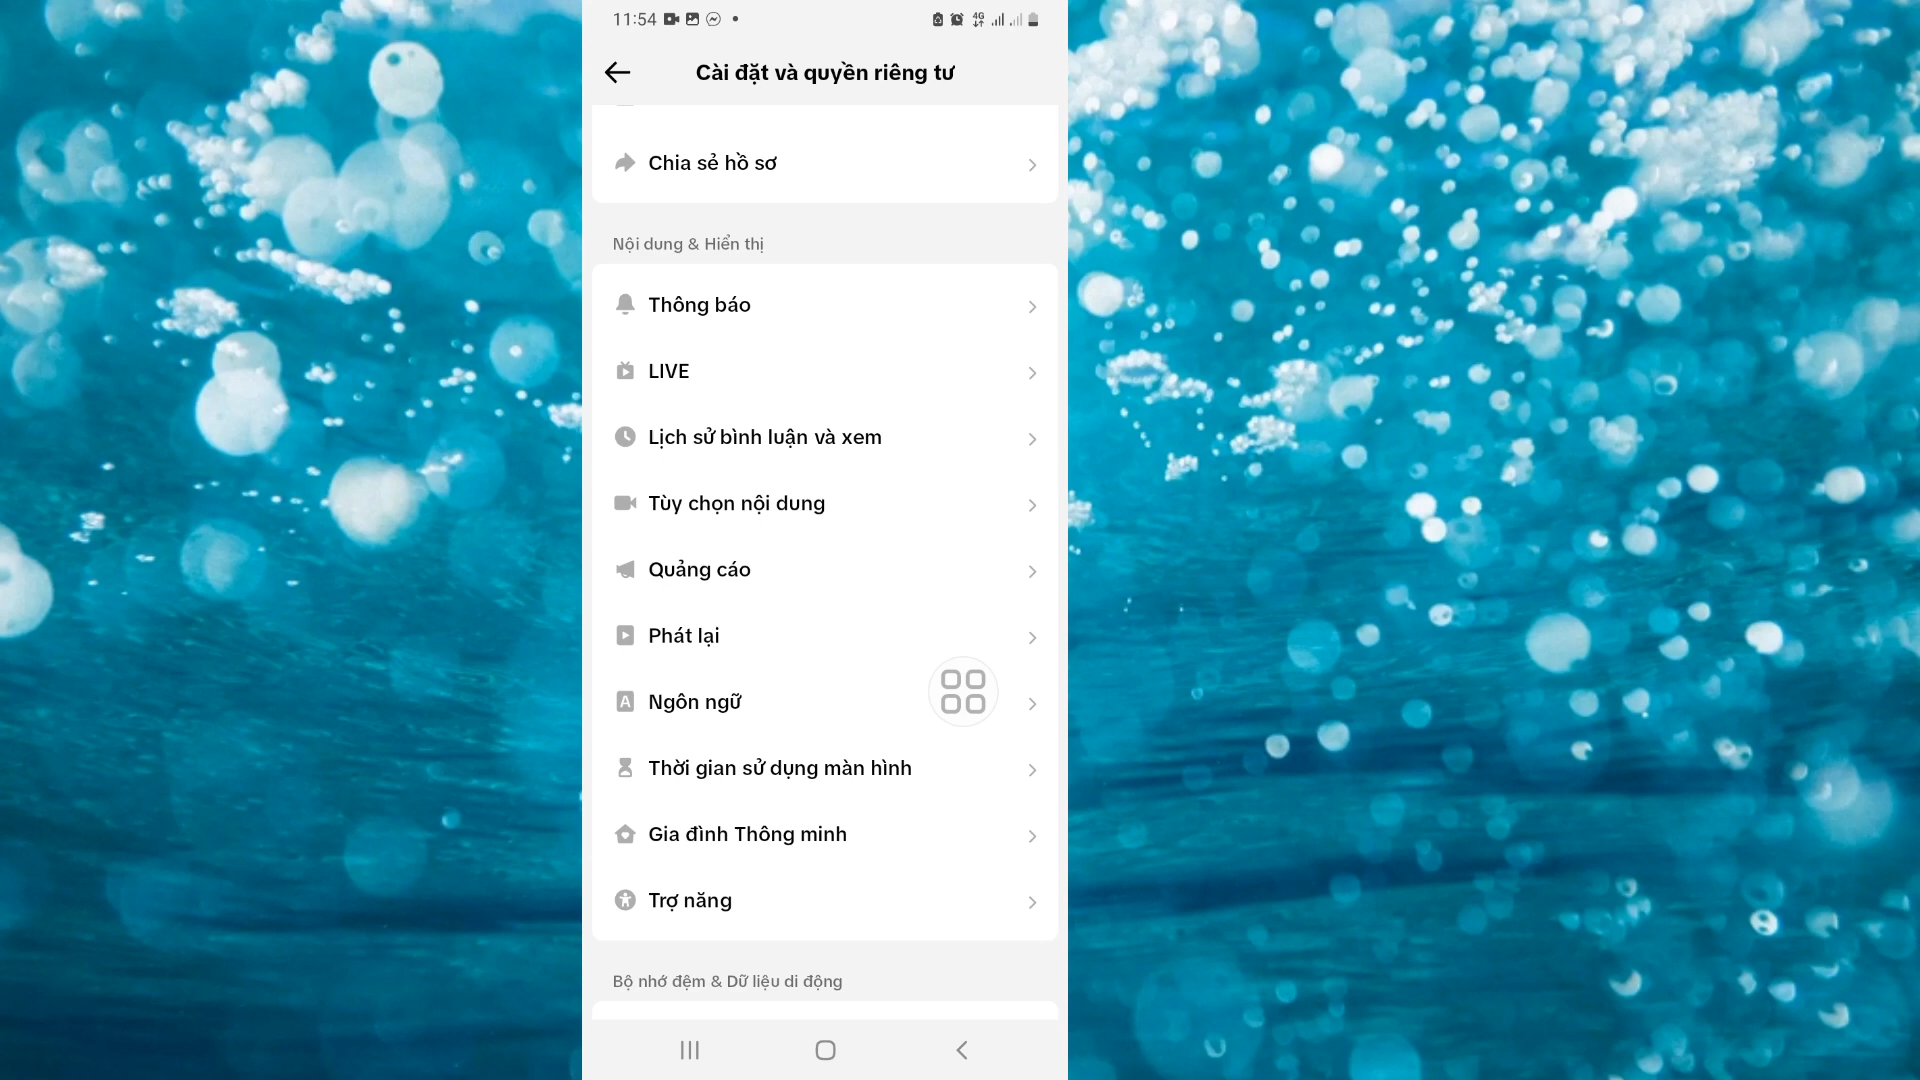 11:54
4G
Cài đặt và quyền riêng tư
Chia sẻ hồ sơ
Nội dung & Hiển thị
Thông báo
LIVE
Lịch sử bình luận và xem
Tùy chọn nội dung
Quảng cáo
Phát lại
A Ngôn ngữ
Thời gian sử dụng màn hình
Gia đình Thông minh
Trợ năng
Bộ nhớ đệm & Dữ liệu di động